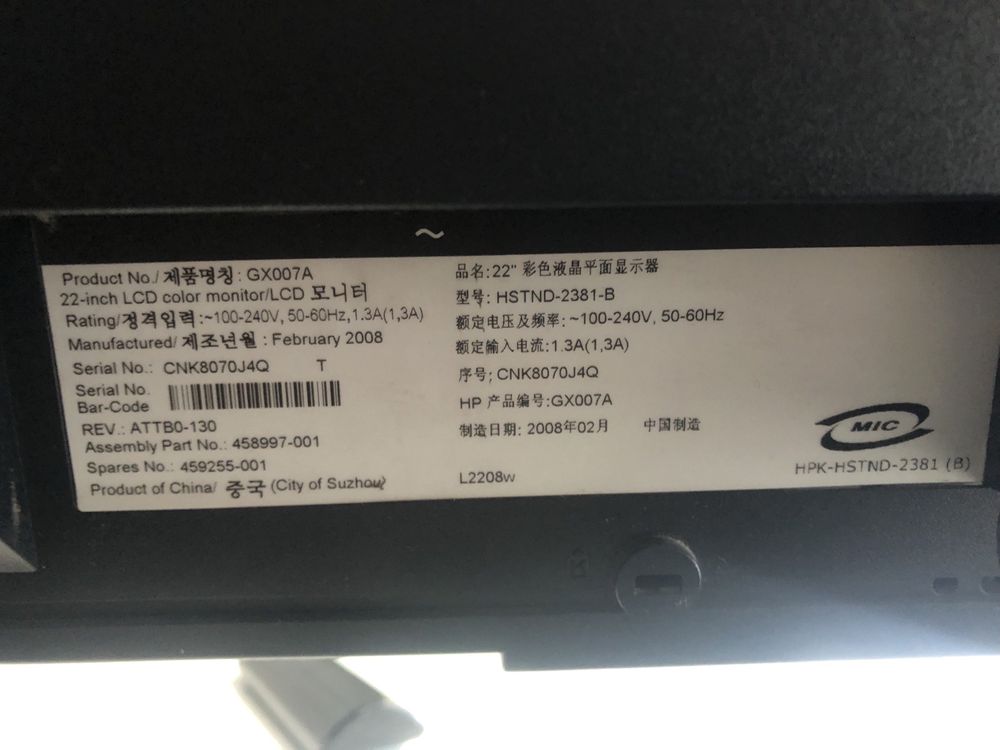 ~
Product No./ 제품명칭 : GX007A
22-inch LCD color monitor/LCD 모니터
Rating/정격입력:~100-240V, 50-60Hz,1.3A(1,3A)
Manufactured/ 제조년월 : February 2008
Serial No.: CNK8070J4Q T
Serial No.
Bar-Code
REV.: ATTB0-130
Assembly Part No.: 458997-001
Spares No.: 459255-001
Product of China/ 중국 (City of Suzhou)
品名:22" 彩色液晶平面显示器
型号: HSTND-2381-B
额定电压及频率:~100-240V, 50-60Hz
额定输入电流:1.3A(1,3A)
序号; CNK8070J4Q
HP 产品编号:GX007A
制造日期: 2008年02月 中国制造
L2208w
MIC
HPK-HSTND-2381 (B)